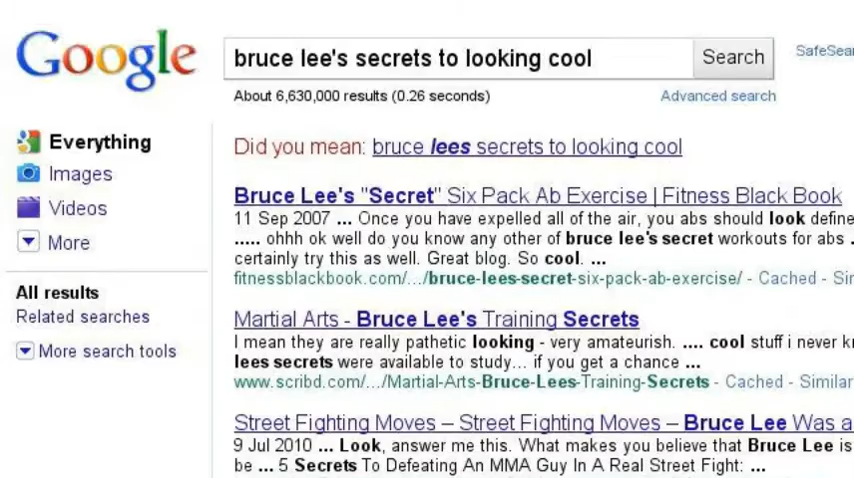 Google
bruce lee's secrets to looking cool
Search
SafeSear
About 6,630,000 results (0.26 seconds)
Advanced search
Everything
Images
Videos
More
All results
Related searches
More search tools
Did you mean: bruce lees secrets to looking cool
Bruce Lee's "Secret" Six Pack Ab Exercise | Fitness Black Book
11 Sep 2007 ... Once you have expelled all of the air, you abs should look define
..... ohhh ok well do you know any other of bruce lee's secret workouts for abs .
certainly try this as well. Great blog. So cool. ...
fitnessblackbook.com/.../bruce-lees-secret-six-pack-ab-exercise/ - Cached - Sim
Martial Arts - Bruce Lee's Training Secrets
I mean they are really pathetic looking - very amateurish. .... cool stuff i never k
lees secrets were available to study... if you get a chance ...
www.scribd.com/.../Martial-Arts-Bruce-Lees-Training-Secrets - Cached - Similar
Street Fighting Moves – Street Fighting Moves – Bruce Lee Was a
9 Jul 2010 ... Look, answer me this. What makes you believe that Bruce Lee is
be ... 5 Secrets To Defeating An MMA Guy In A Real Street Fight: ...